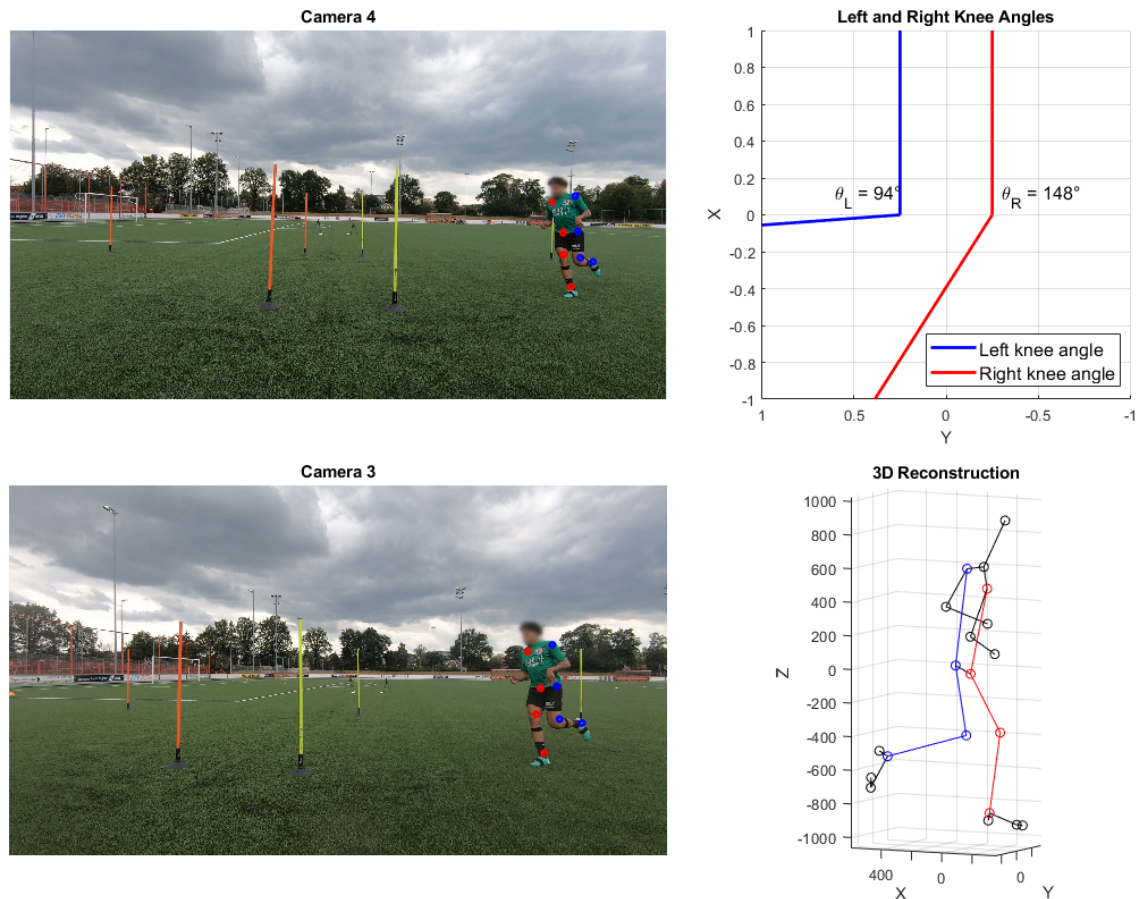 Camera 4
Left and Right Knee Angles
1
0.8
0.6
0.4
0.2
0
-0.2
-0.4
-0.6
-0.8
-1
X
θL = 94°
θR = 148°
Left knee angle
Right knee angle
1
0.5
0
-0.5
-1
Y
Camera 3
3D Reconstruction
1000
800
600
400
200
0
-200
-400
-600
-800
-1000
Z
400
0
X
0
Y